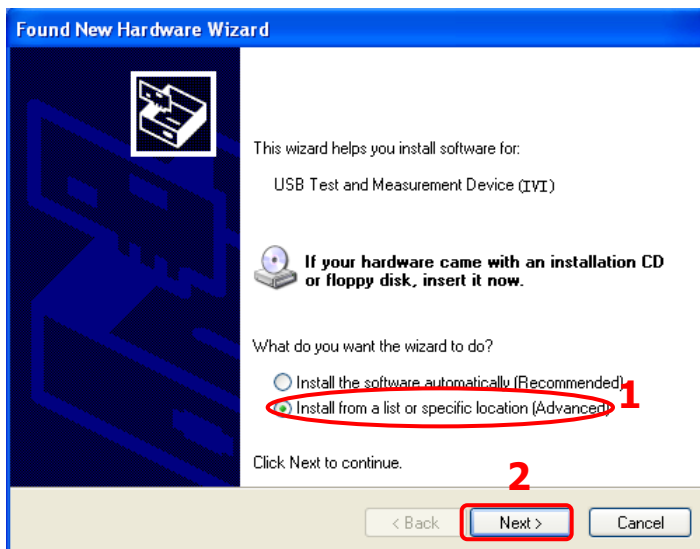 Found New Hardware Wizard
This wizard helps you install software for:
USB Test and Measurement Device (IVI)
If your hardware came with an installation CD
or floppy disk, insert it now.
What do you want the wizard to do?
Install the software automatically (Recommended)
Install from a list or specific location (Advanced)
1
Click Next to continue.
2
< Back
Next >
Cancel